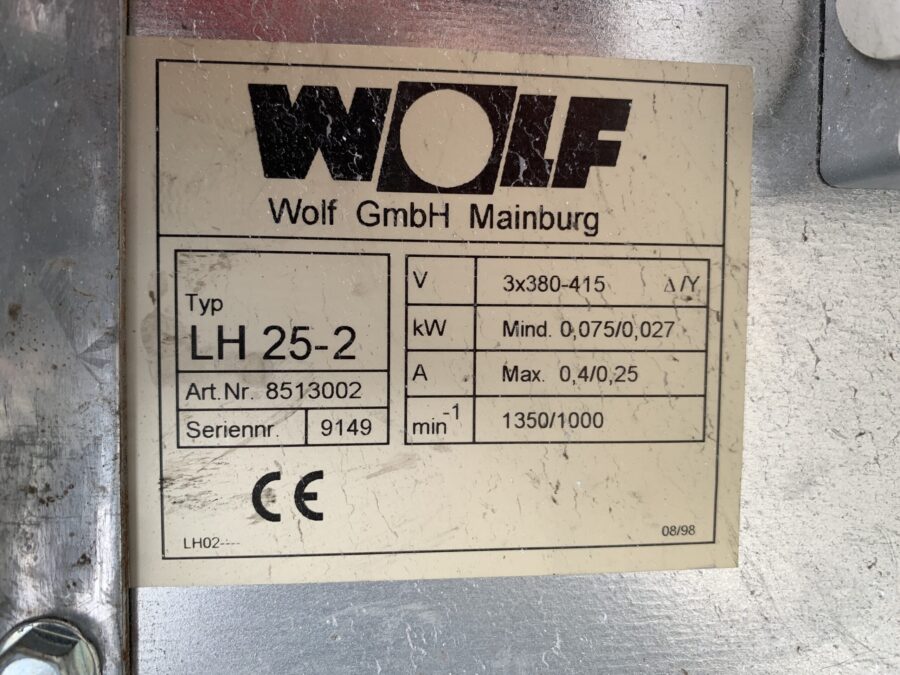 WOLF
Wolf GmbH Mainburg
Typ
LH 25-2
Art.Nr. 8513002
Seriennr. 9149
V 3x380-415 Δ/Y
kW Mind. 0,075/0,027
A Max. 0,4/0,25
min-1 1350/1000
CE
LH02----
08/98